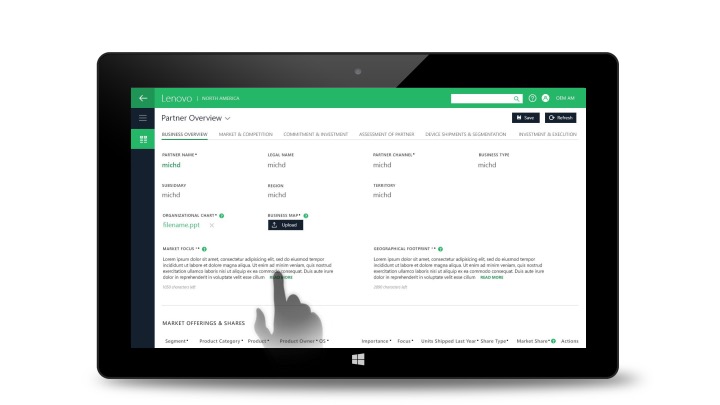 Lenovo | NORTH AMERICA OEM AM
Partner Overview Save Refresh
BUSINESS OVERVIEW MARKET & COMPETITION COMMITMENT & INVESTMENT ASSESSMENT OF PARTNER DEVICE SHIPMENTS & SEGMENTATION INVESTMENT & EXECUTION
PARTNER NAME* LEGAL NAME PARTNER CHANNEL* BUSINESS TYPE
michd michd michd michd
SUBSIDIARY REGION TERRITORY
michd michd michd
ORGANIZATIONAL CHART* BUSINESS MAP*
filename.ppt × Upload
MARKET FOCUS
Lorem ipsum dolor sit amet, consectetur adipisicing elit, sed do eiusmod tempor
incididunt ut labore et dolore magna aliqua. Ut enim ad minim veniam, quis nostrud
exercitation ullamco laboris nisi ut aliquip ex ea commodo consequat. Duis aute irure
dolor in reprehenderit in voluptate velit esse cillum READ MORE
characters left
GEOGRAPHICAL FOOTPRINT
Lorem ipsum dolor sit amet, consectetur adipisicing elit, sed do eiusmod tempor
incididunt ut labore et dolore magna aliqua. Ut enim ad minim veniam, quis nostrud
exercitation ullamco laboris nisi ut aliquip ex ea commodo consequat. Duis aute irure
dolor in reprehenderit in voluptate velit esse cillum READ MORE
characters left
MARKET OFFERINGS & SHARES
Segment* Product Category* Product* Product Owner* OS* Importance* Focus* Units Shipped Last Year* Share Type* Market Share* Actions